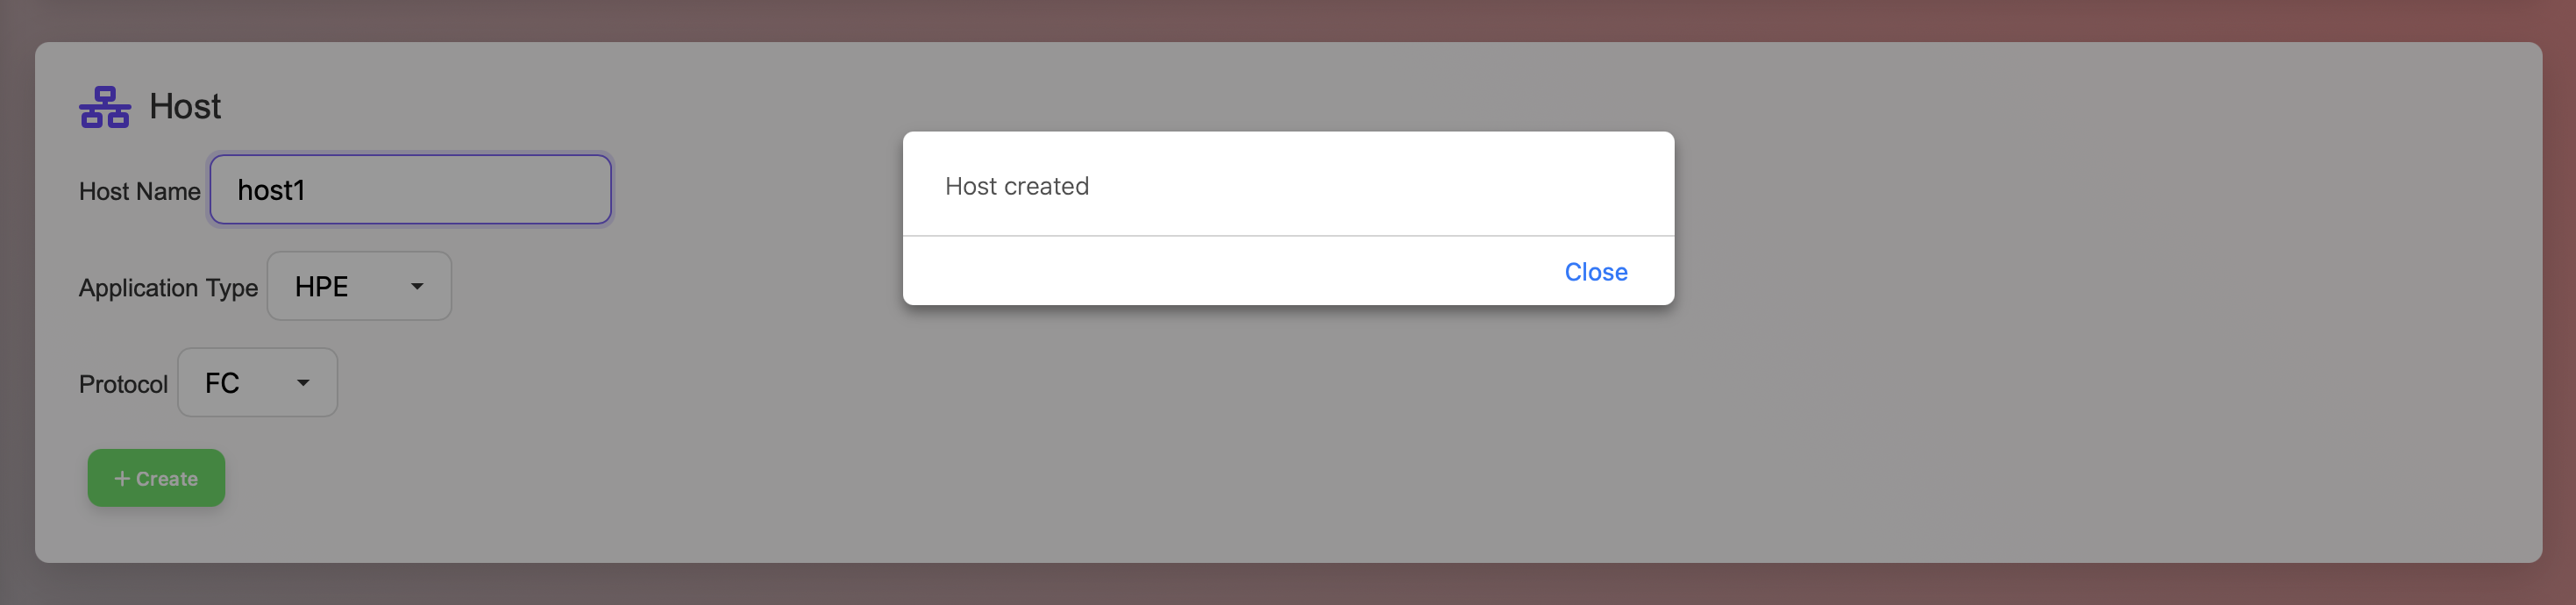 Host
Host Name host1
Application Type HPE
Protocol FC
+ Create
Host created
Close